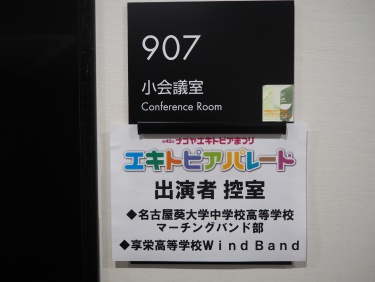 907
小会議室
Conference Room
ナゴヤエキトピアまつり
エキトピアパレード
出演者 控室
◆名古屋葵大学中学校高等学校
マーチングバンド部
◆享栄高等学校Ｗｉｎｄ Ｂａｎｄ